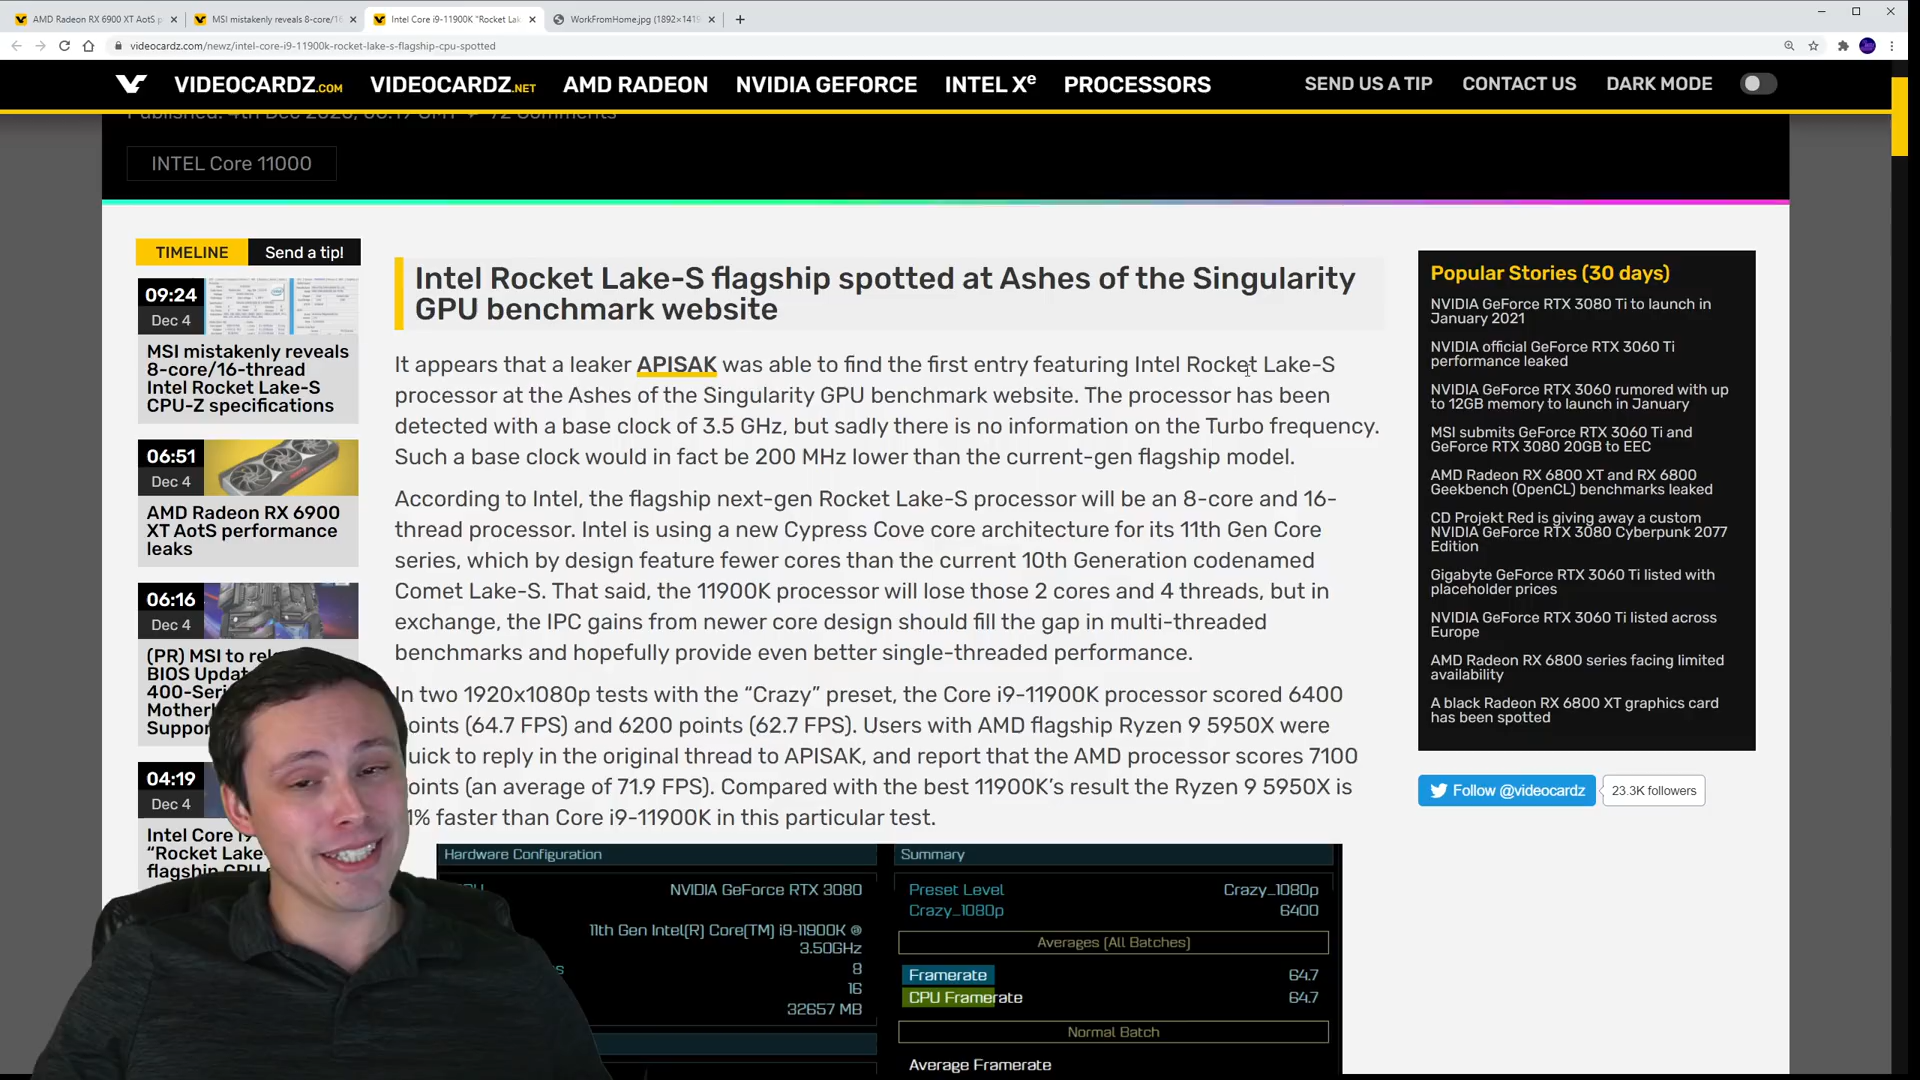 AMD Radeon RX 6900 XT AotS p
MSI mistakenly reveals 8-core/16-
Intel Core i9-11900K "Rocket Lak
WorkFromHome.jpg (1892×1419
videocardz.com/newz/intel-core-i9-11900k-rocket-lake-s-flagship-cpu-spotted
VIDEOCARDZ.COM VIDEOCARDZ.NET AMD RADEON NVIDIA GEFORCE INTEL Xe PROCESSORS SEND US A TIP CONTACT US DARK MODE
INTEL Core 11000
TIMELINE Send a tip!
09:24
Dec 4
MSI mistakenly reveals
8-core/16-thread
Intel Rocket Lake-S
CPU-Z specifications
06:51
Dec 4
AMD Radeon RX 6900
XT AotS performance
leaks
06:16
Dec 4
(PR) MSI to rele
BIOS Updat
400-Seri
Motherb
Suppo
04:19
Dec 4
Intel Core i9
"Rocket Lake
flagship CPU
Intel Rocket Lake-S flagship spotted at Ashes of the Singularity
GPU benchmark website
It appears that a leaker APISAK was able to find the first entry featuring Intel Rocket Lake-S
processor at the Ashes of the Singularity GPU benchmark website. The processor has been
detected with a base clock of 3.5 GHz, but sadly there is no information on the Turbo frequency.
Such a base clock would in fact be 200 MHz lower than the current-gen flagship model.
According to Intel, the flagship next-gen Rocket Lake-S processor will be an 8-core and 16-
thread processor. Intel is using a new Cypress Cove core architecture for its 11th Gen Core
series, which by design feature fewer cores than the current 10th Generation codenamed
Comet Lake-S. That said, the 11900K processor will lose those 2 cores and 4 threads, but in
exchange, the IPC gains from newer core design should fill the gap in multi-threaded
benchmarks and hopefully provide even better single-threaded performance.
In two 1920x1080p tests with the "Crazy" preset, the Core i9-11900K processor scored 6400
oints (64.7 FPS) and 6200 points (62.7 FPS). Users with AMD flagship Ryzen 9 5950X were
uick to reply in the original thread to APISAK, and report that the AMD processor scores 7100
oints (an average of 71.9 FPS). Compared with the best 11900K's result the Ryzen 9 5950X is
1% faster than Core i9-11900K in this particular test.
Hardware Configuration
NVIDIA GeForce RTX 3080
11th Gen Intel(R) Core(TM) i9-11900K @
3.50GHz
8
16
32657 MB
Summary
Preset Level Crazy_1080p
Crazy_1080p 6400
Averages (All Batches)
Framerate 64.7
CPU Framerate 64.7
Normal Batch
Average Framerate
Popular Stories (30 days)
NVIDIA GeForce RTX 3080 Ti to launch in
January 2021
NVIDIA official GeForce RTX 3060 Ti
performance leaked
NVIDIA GeForce RTX 3060 rumored with up
to 12GB memory to launch in January
MSI submits GeForce RTX 3060 Ti and
GeForce RTX 3080 20GB to EEC
AMD Radeon RX 6800 XT and RX 6800
Geekbench (OpenCL) benchmarks leaked
CD Projekt Red is giving away a custom
NVIDIA GeForce RTX 3080 Cyberpunk 2077
Edition
Gigabyte GeForce RTX 3060 Ti listed with
placeholder prices
NVIDIA GeForce RTX 3060 Ti listed across
Europe
AMD Radeon RX 6800 series facing limited
availability
A black Radeon RX 6800 XT graphics card
has been spotted
Follow @videocardz 23.3K followers